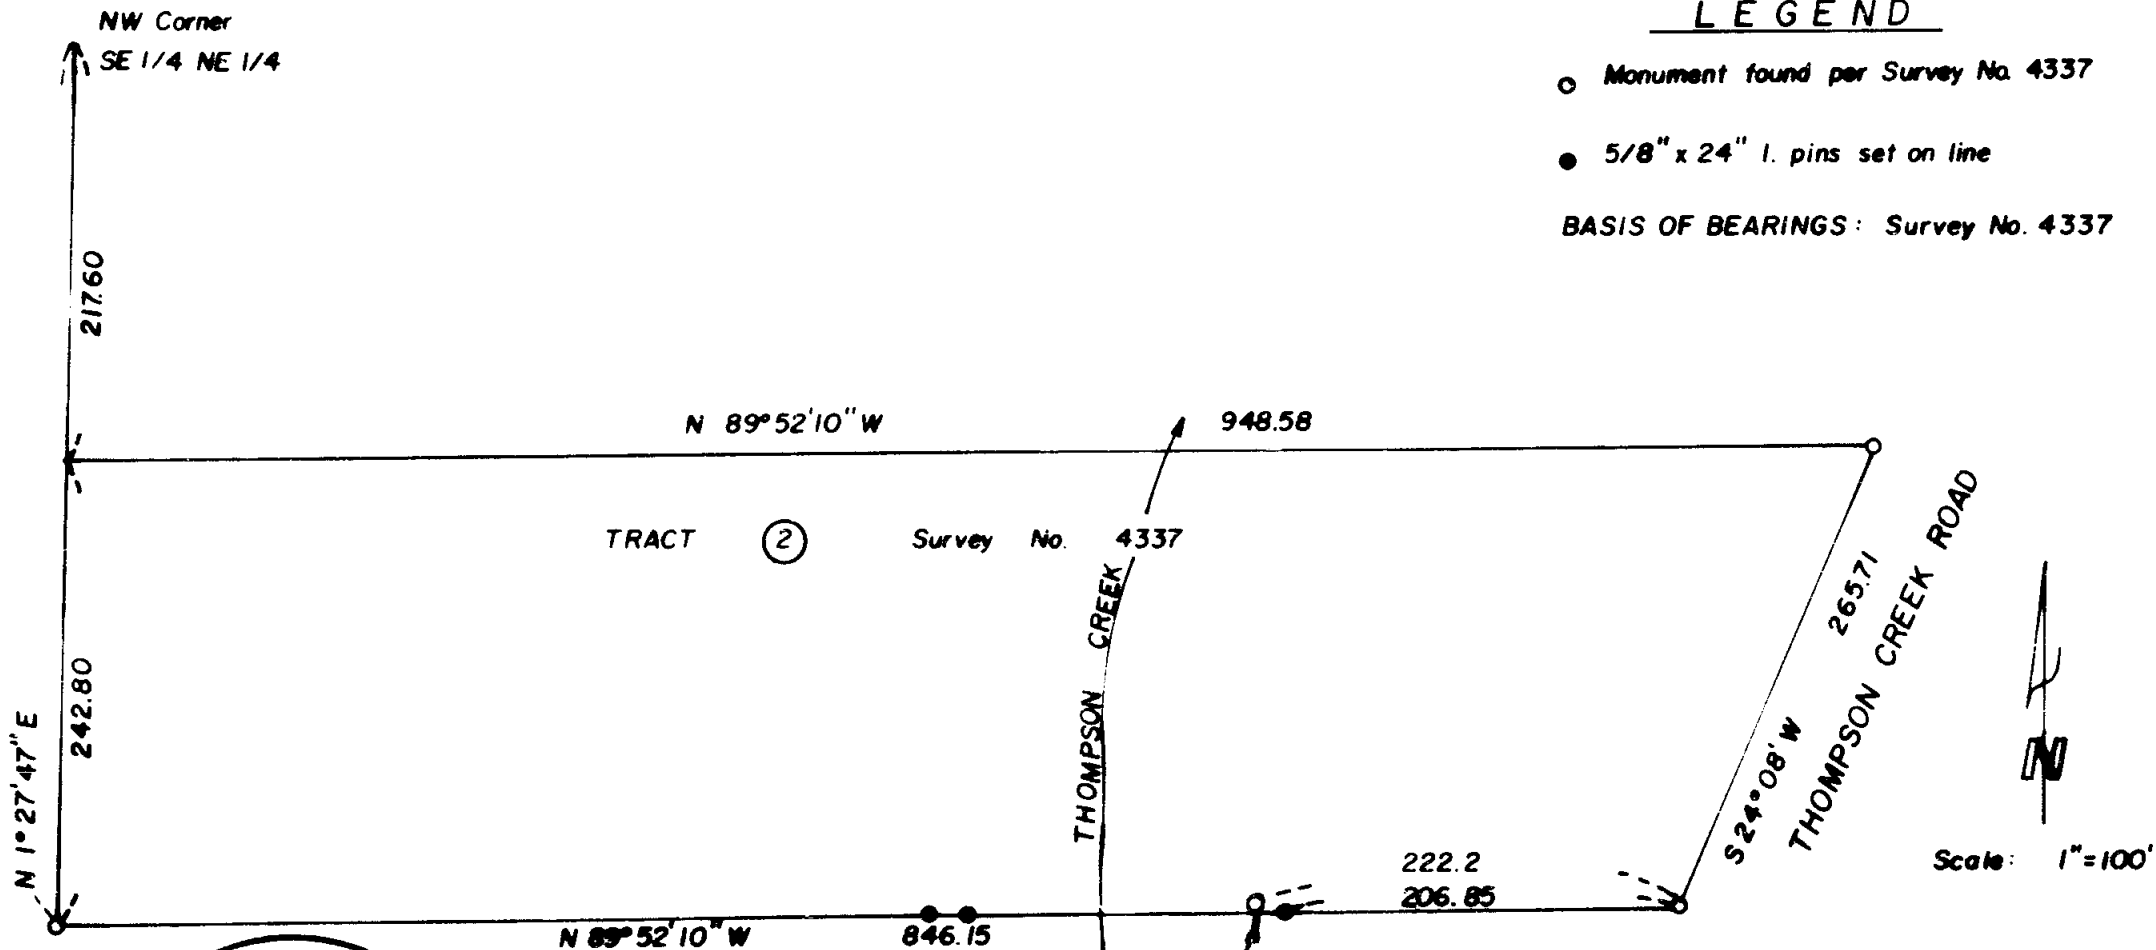 NW Corner
SE 1/4 NE 1/4
LEGEND
Monument found per Survey No. 4337
5/8" x 24" I. pins set on line
BASIS OF BEARINGS: Survey No. 4337
217.60
N 89°52'10" W 948.58
TRACT 2 Survey No. 4337
THOMPSON CREEK
265.71
S 24°08' W
THOMPSON CREEK ROAD
242.80
N 1°27'47" E
N
Scale: 1"=100'
222.2
206.85
N 89°52'10" W 846.15